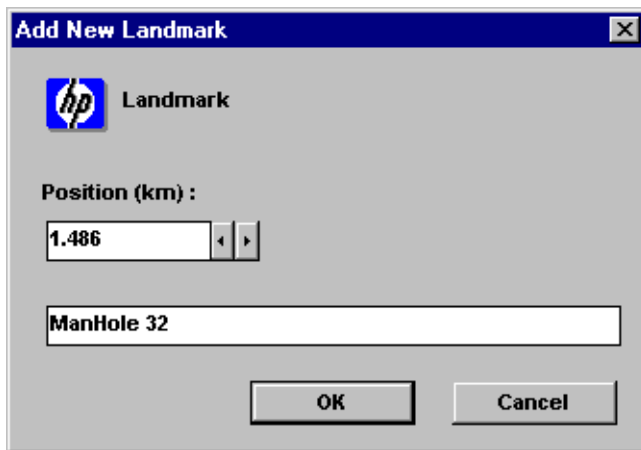 Add New Landmark
hp
Landmark
Position (km) :
1.486
ManHole 32
OK
Cancel